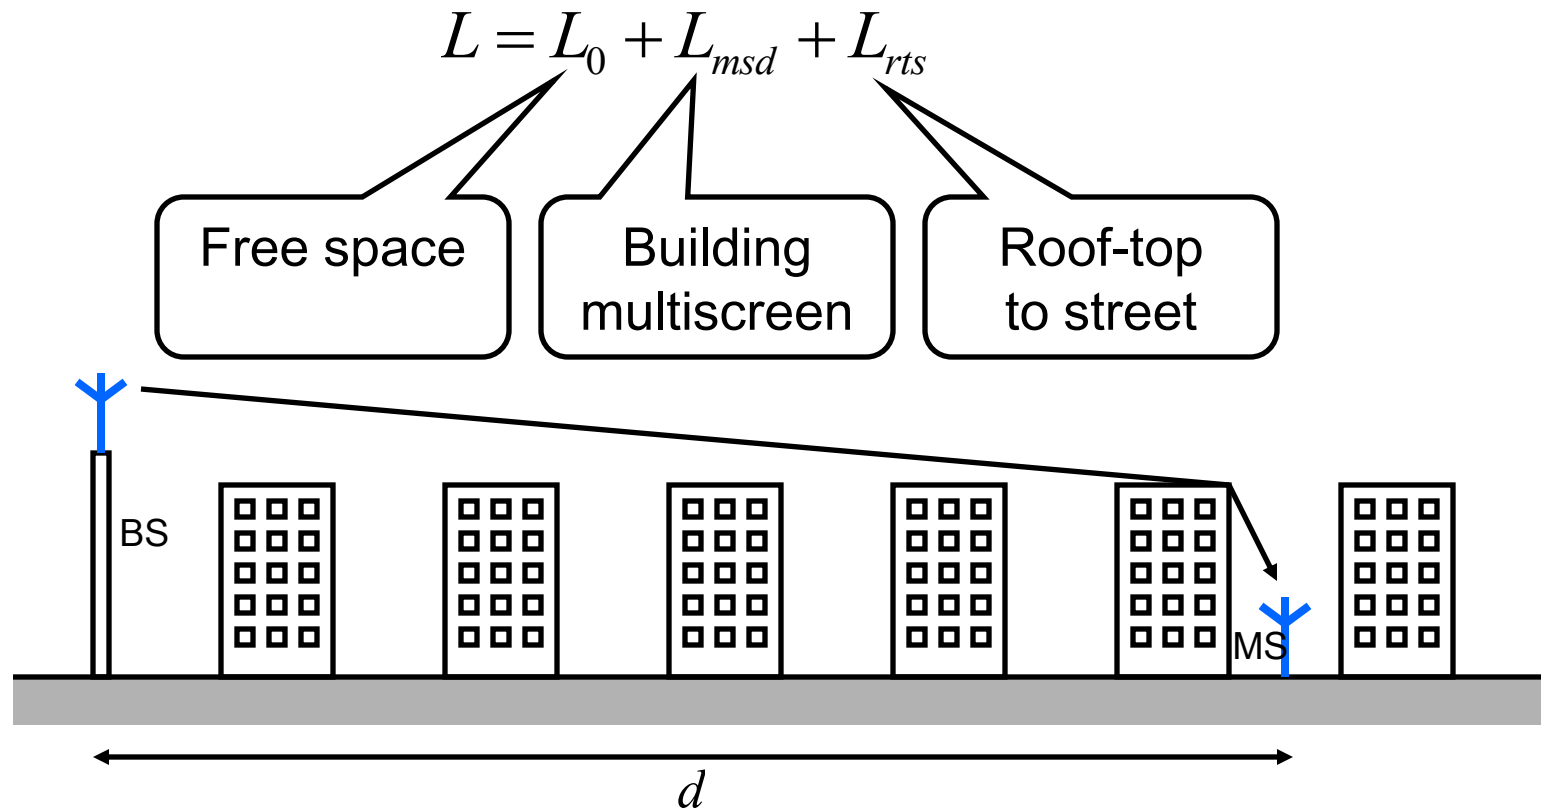 L = L₀ + Lₘₛd + Lᵣₜₛ
Free space
Building
multiscreen
Roof-top
to street
BS
MS
d